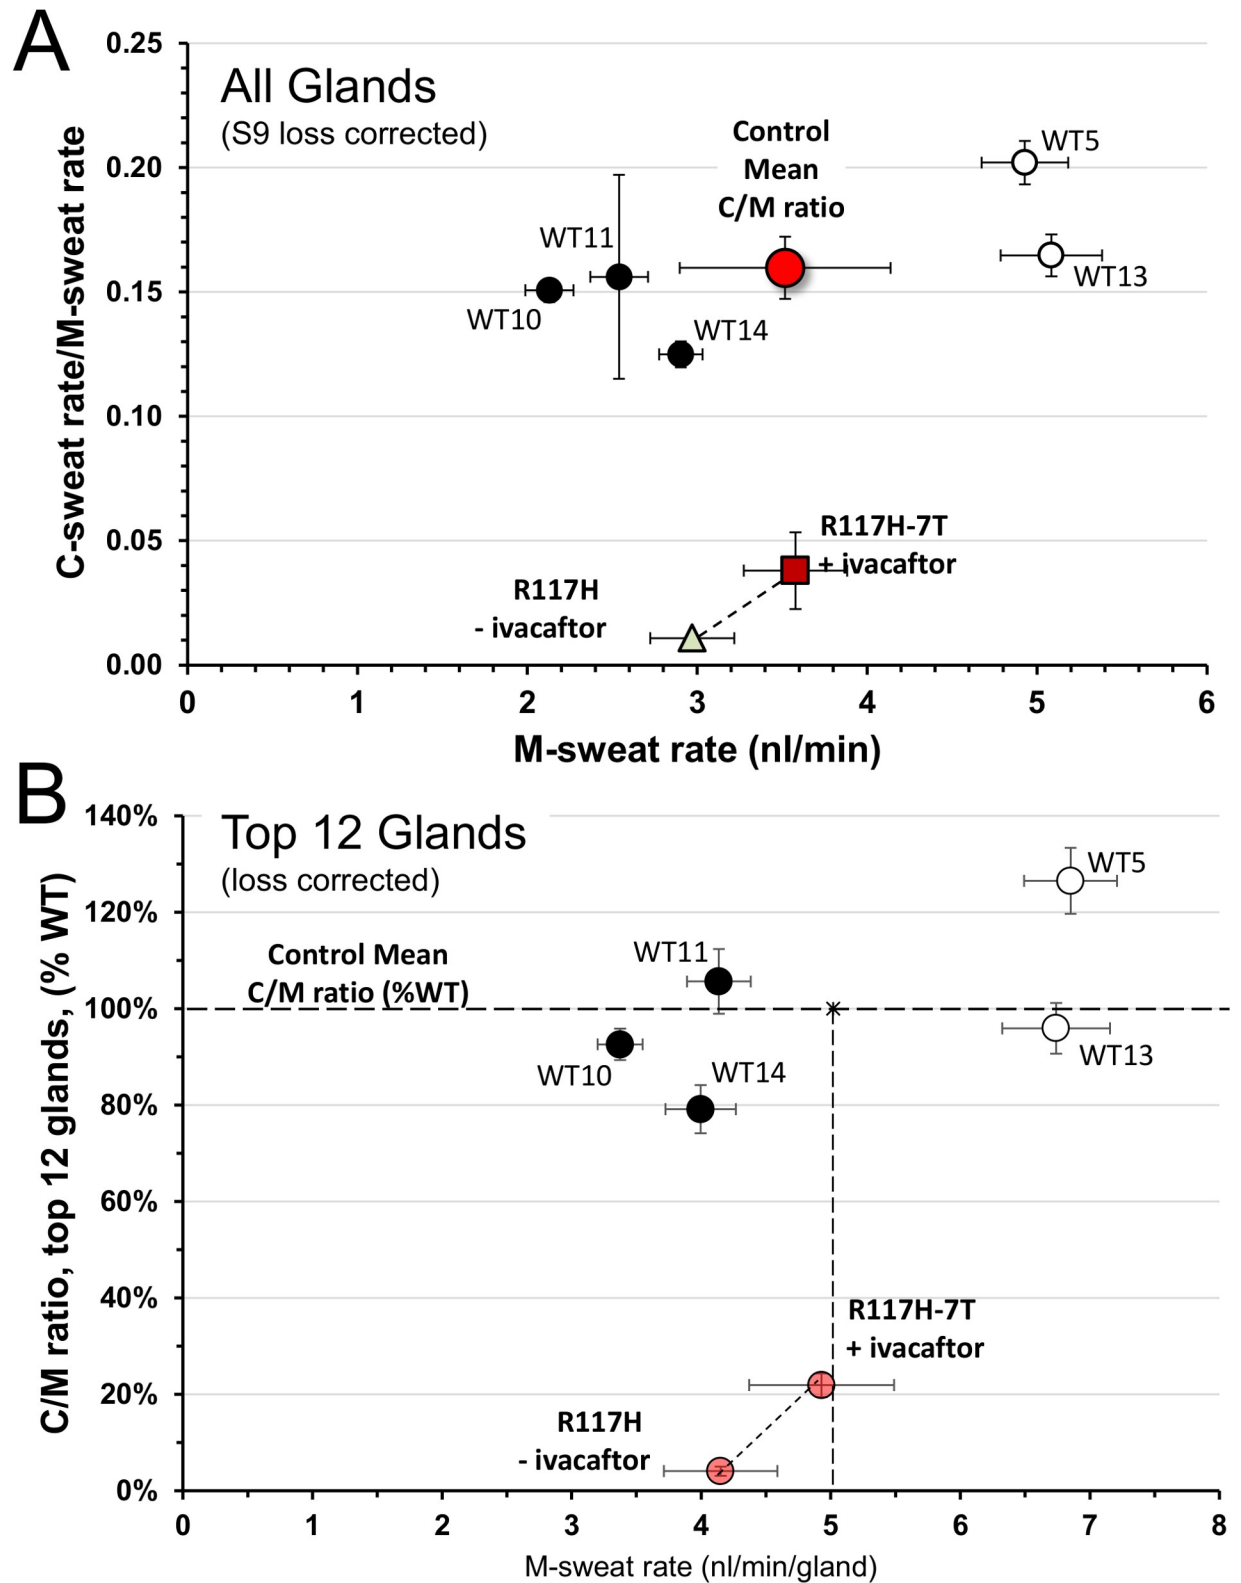 A
All Glands
(S9 loss corrected)
C-sweat rate/M-sweat rate
0.25
0.20
0.15
0.10
0.05
0.00
Control
Mean
C/M ratio
WT5
WT13
WT11
WT10
WT14
R117H-7T
+ ivacaftor
R117H
- ivacaftor
0 1 2 3 4 5 6
M-sweat rate (nl/min)
B
Top 12 Glands
(loss corrected)
C/M ratio, top 12 glands, (% WT)
140%
120%
100%
80%
60%
40%
20%
0%
WT5
Control Mean
C/M ratio (%WT)
WT11
WT13
WT10
WT14
R117H-7T
+ ivacaftor
R117H
- ivacaftor
0 1 2 3 4 5 6 7 8
M-sweat rate (nl/min/gland)